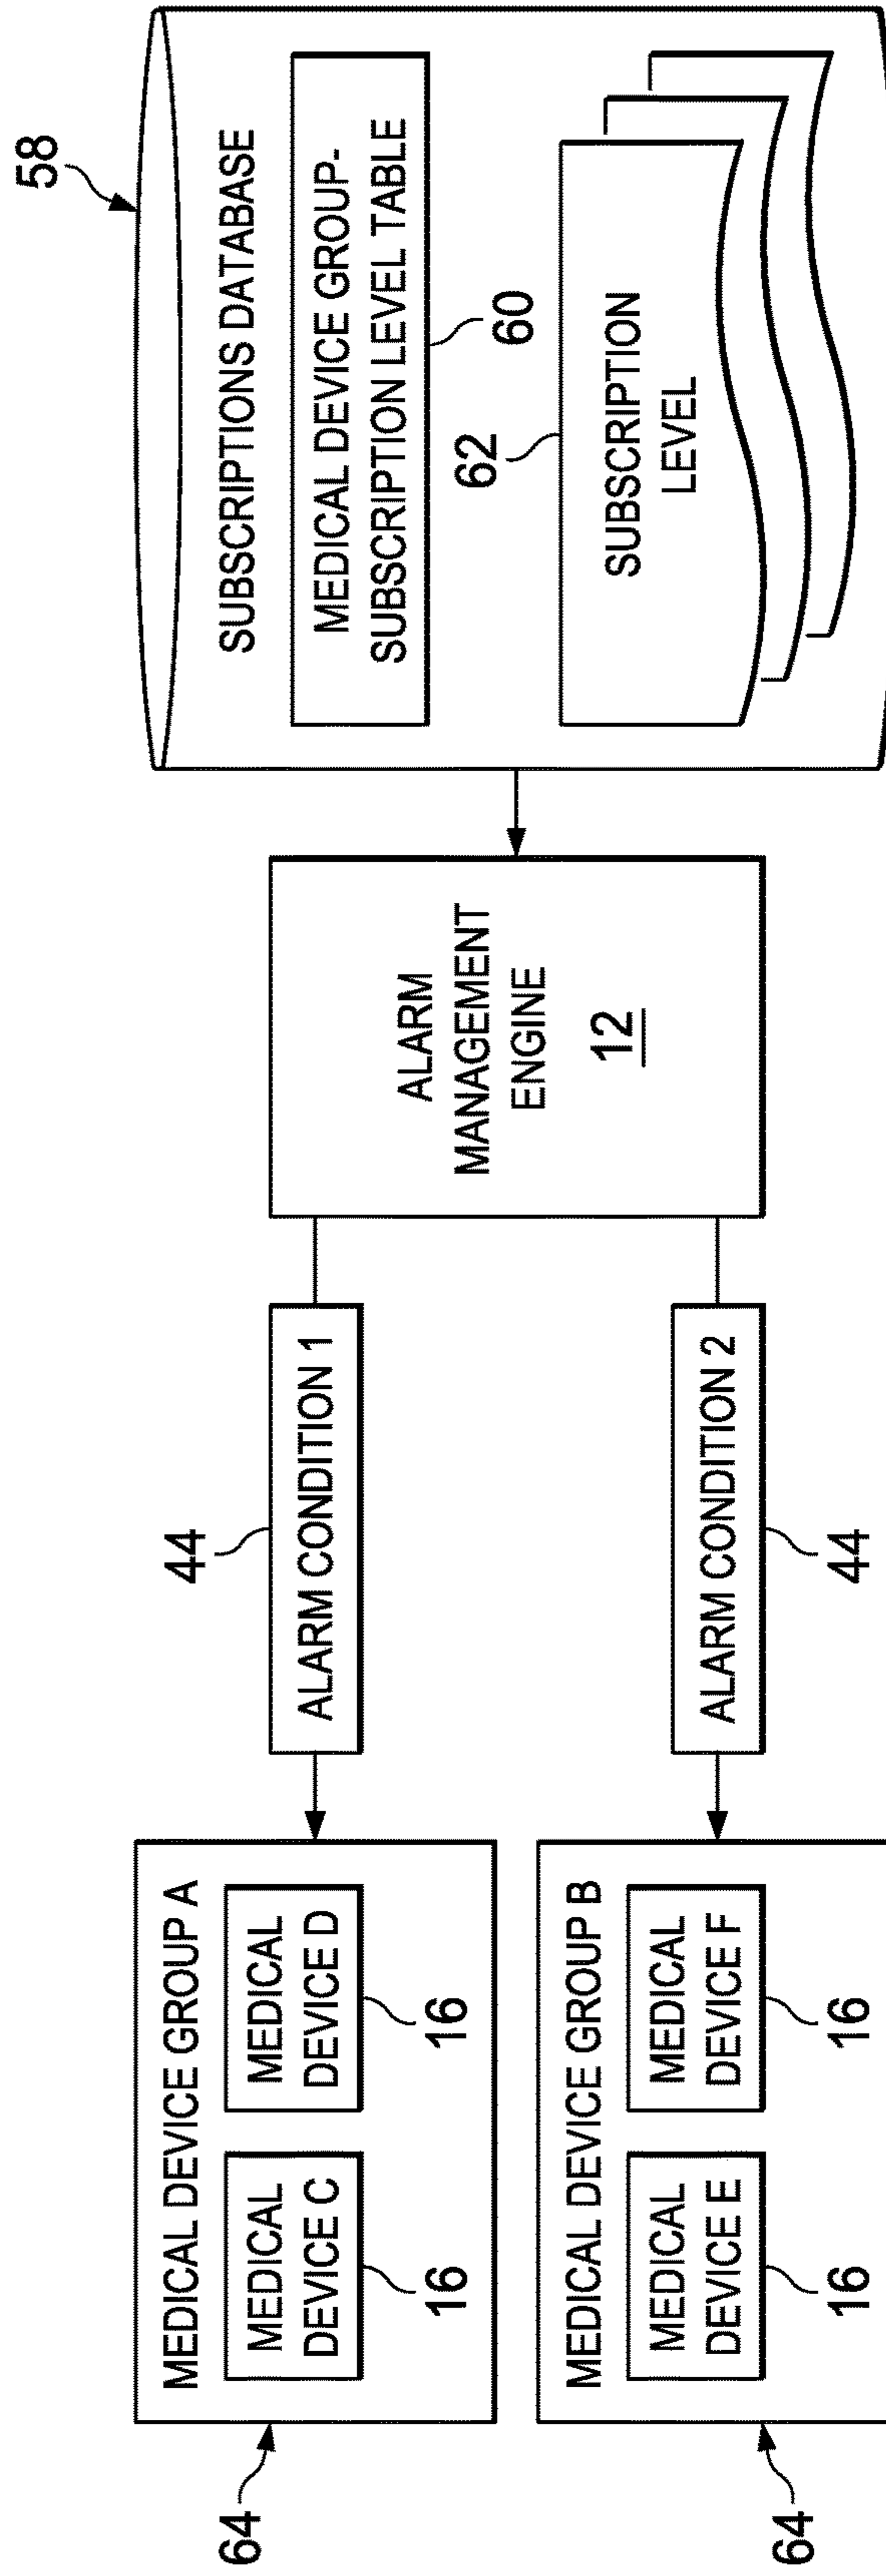 58
SUBSCRIPTIONS DATABASE
MEDICAL DEVICE GROUP-
SUBSCRIPTION LEVEL TABLE
60
62
SUBSCRIPTION
LEVEL
ALARM
MANAGEMENT
ENGINE
12
44
ALARM CONDITION 1
ALARM CONDITION 2
44
MEDICAL DEVICE GROUP A
MEDICAL
DEVICE C
16
MEDICAL
DEVICE D
16
64
MEDICAL DEVICE GROUP B
MEDICAL
DEVICE E
16
MEDICAL
DEVICE F
16
64